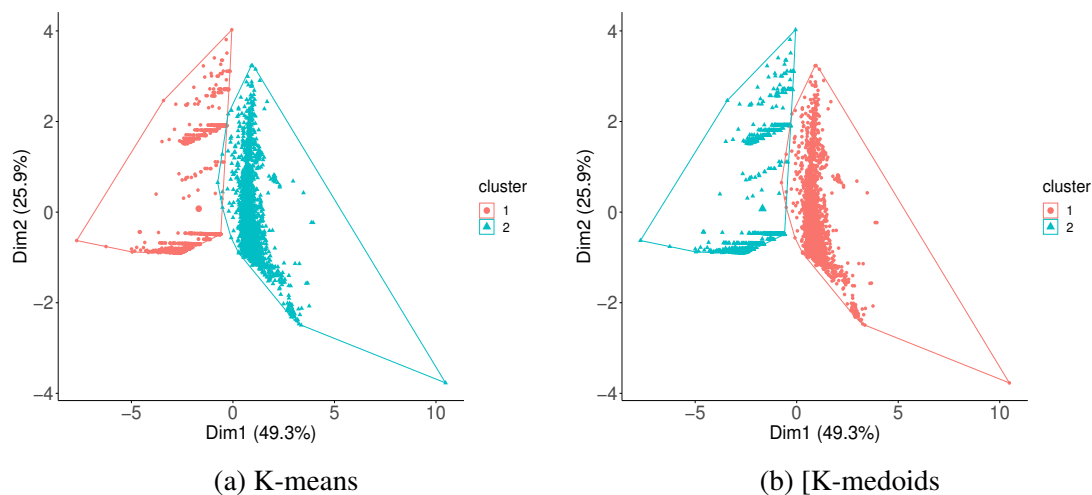 4
2
0
−2
−4
Dim2 (25.9%)
−5
0
5
10
Dim1 (49.3%)
cluster
1
2
(a) K-means
4
2
0
−2
−4
Dim2 (25.9%)
−5
0
5
10
Dim1 (49.3%)
cluster
1
2
(b) [K-medoids